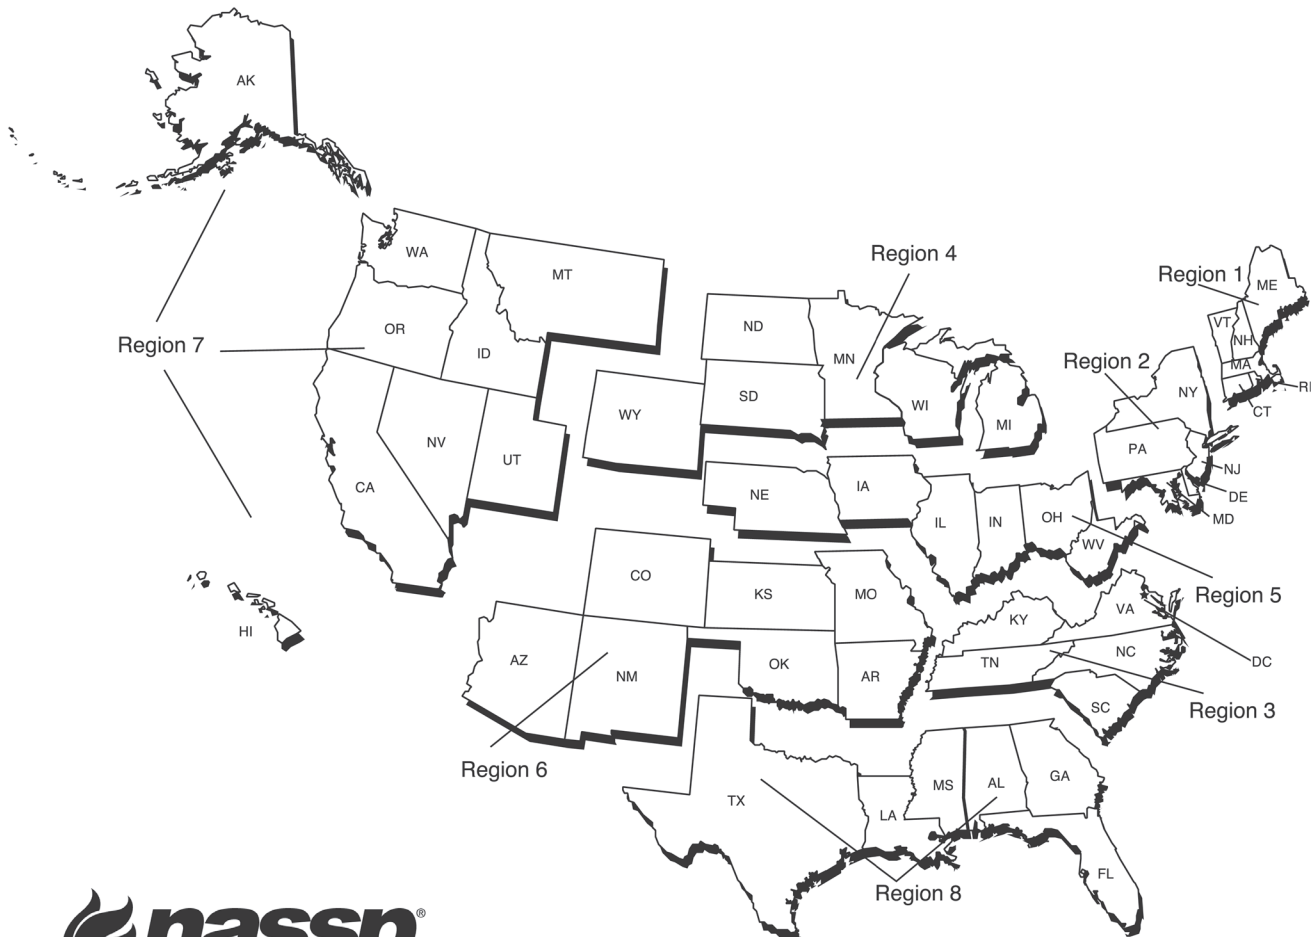 AK
Region 4
WA
Region 1
MT
ME
VT
ND
OR
NH
Region 7
MN
ID
Region 2
MA
RI
NY
SD
WI
CT
WY
MI
NV
PA
UT
NJ
CA
IA
NE
DE
OH
MD
IL
IN
WV
CO
KS
MO
Region 5
VA
KY
HI
NC
AZ
OK
TN
DC
NM
AR
SC
Region 3
Region 6
GA
MS
AL
TX
LA
FL
Region 8
nassp®